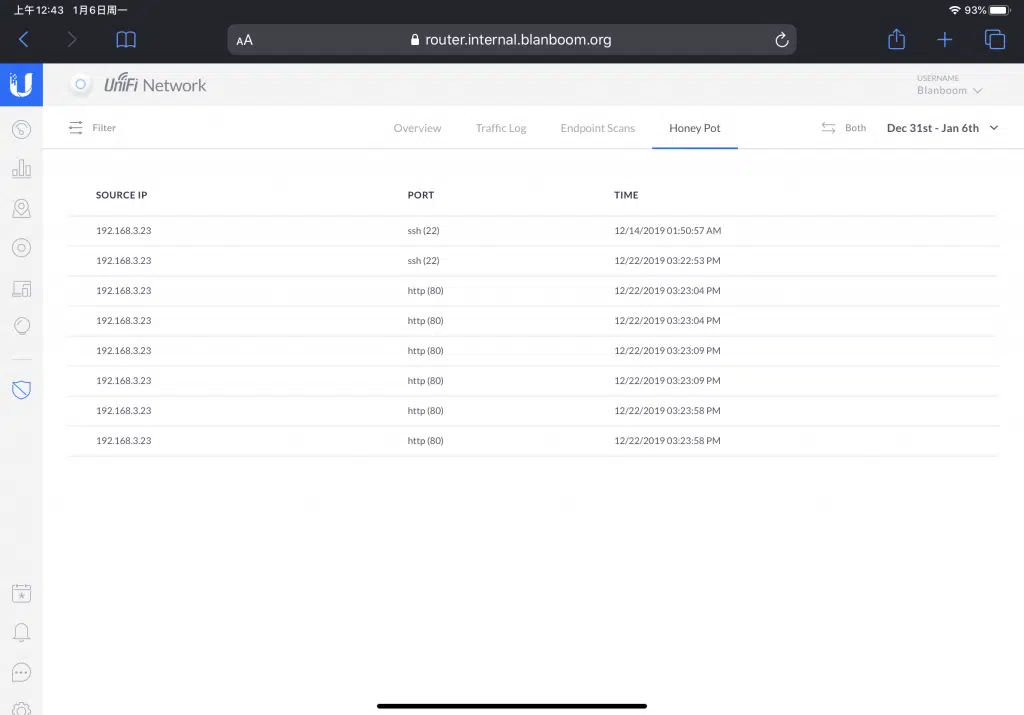 上午12:43 1月6日周一 93%
AA router.internal.blanboom.org
UniFi Network
USERNAME
Blanboom
Filter Overview Traffic Log Endpoint Scans Honey Pot Both Dec 31st - Jan 6th
SOURCE IP PORT TIME
192.168.3.23 ssh (22) 12/14/2019 01:50:57 AM
192.168.3.23 ssh (22) 12/22/2019 03:22:53 PM
192.168.3.23 http (80) 12/22/2019 03:23:04 PM
192.168.3.23 http (80) 12/22/2019 03:23:04 PM
192.168.3.23 http (80) 12/22/2019 03:23:09 PM
192.168.3.23 http (80) 12/22/2019 03:23:09 PM
192.168.3.23 http (80) 12/22/2019 03:23:58 PM
192.168.3.23 http (80) 12/22/2019 03:23:58 PM